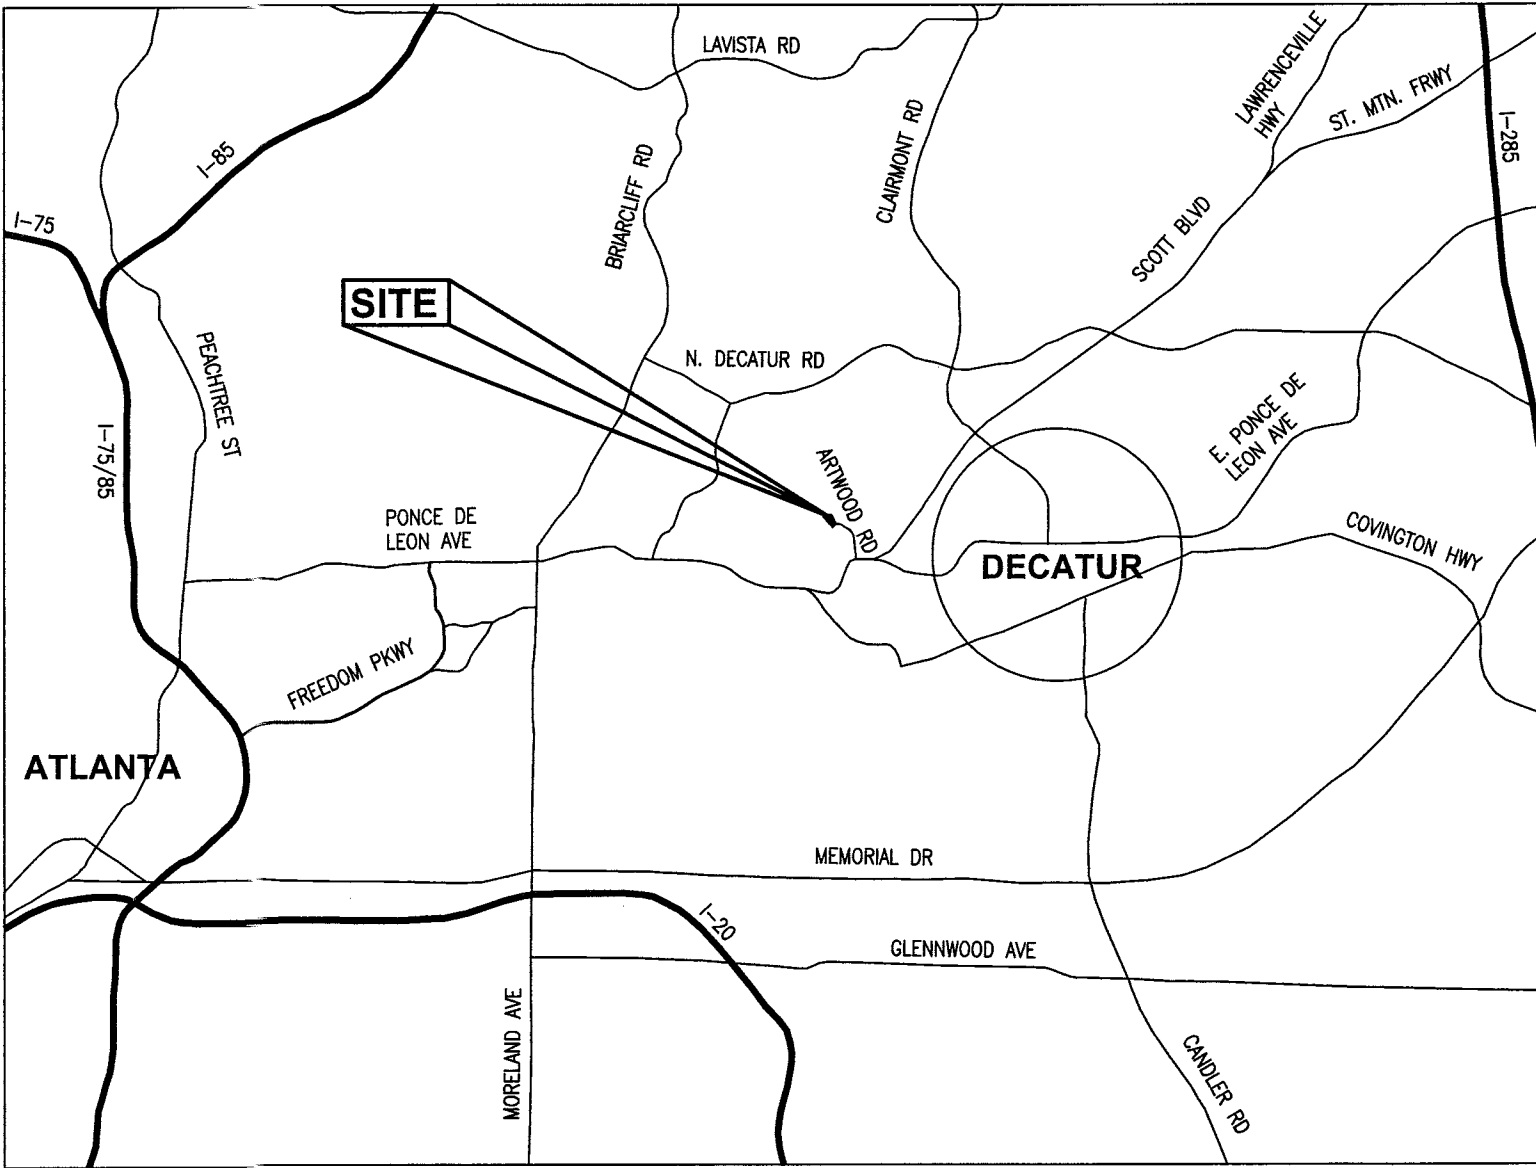 LAVISTA RD
LAWRENCEVILLE
HWY
ST. MTN. FRWY
I-285
I-85
BRIARCLIFF RD
CLAIRMONT RD
SCOTT BLVD
I-75
SITE
PEACHTREE ST
N. DECATUR RD
I-75/85
ARTWOOD RD
E. PONCE DE
LEON AVE
PONCE DE
LEON AVE
DECATUR
COVINGTON HWY
FREEDOM PKWY
ATLANTA
MEMORIAL DR
I-20
GLENNWOOD AVE
MORELAND AVE
CANDLER RD